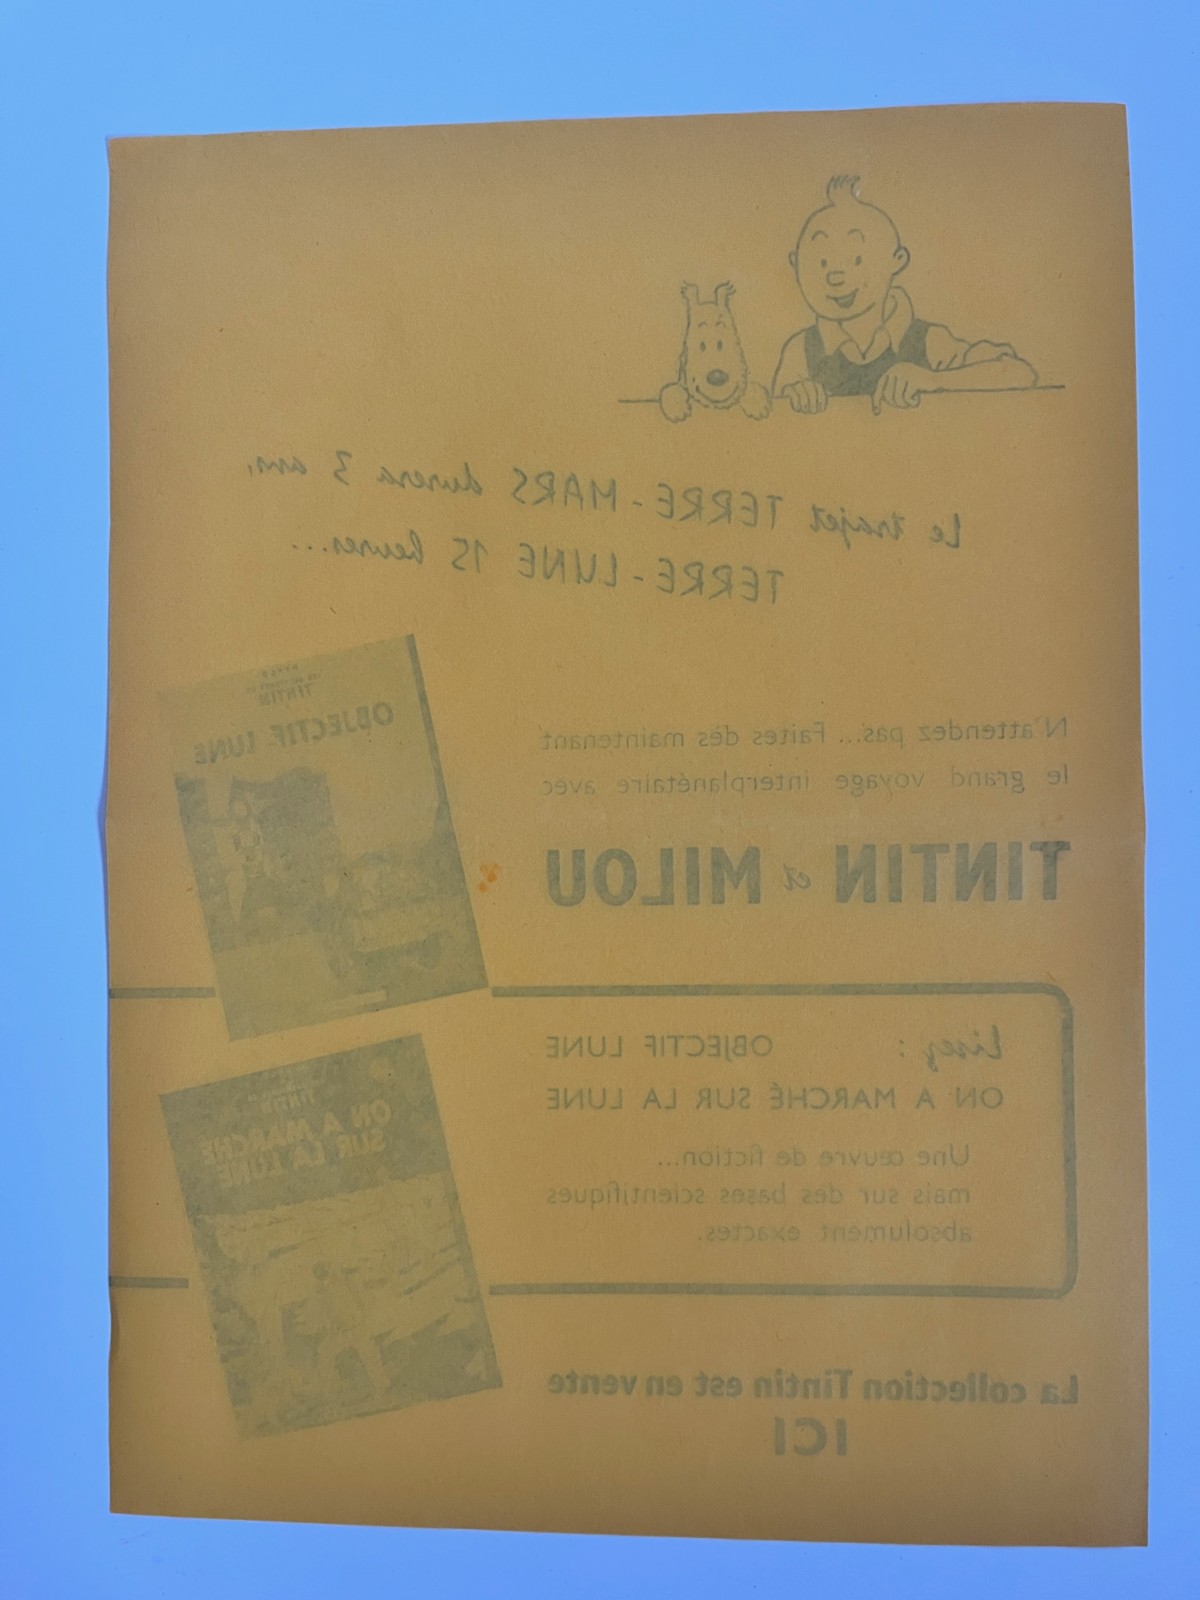 Le trajet TERRE-MARS durera 3 ans,
TERRE-LUNE 15 heures...
TINTIN
OBJECTIF LUNE
N'attendez pas... Faites dès maintenant
le grand voyage interplanétaire avec
TINTIN et MILOU
Lisez :
OBJECTIF LUNE
ON A MARCHÉ SUR LA LUNE
Une œuvre de fiction...
mais sur des bases scientifiques
absolument exactes.
TINTIN
ON A MARCHÉ
SUR LA LUNE
La collection Tintin est en vente
ICI